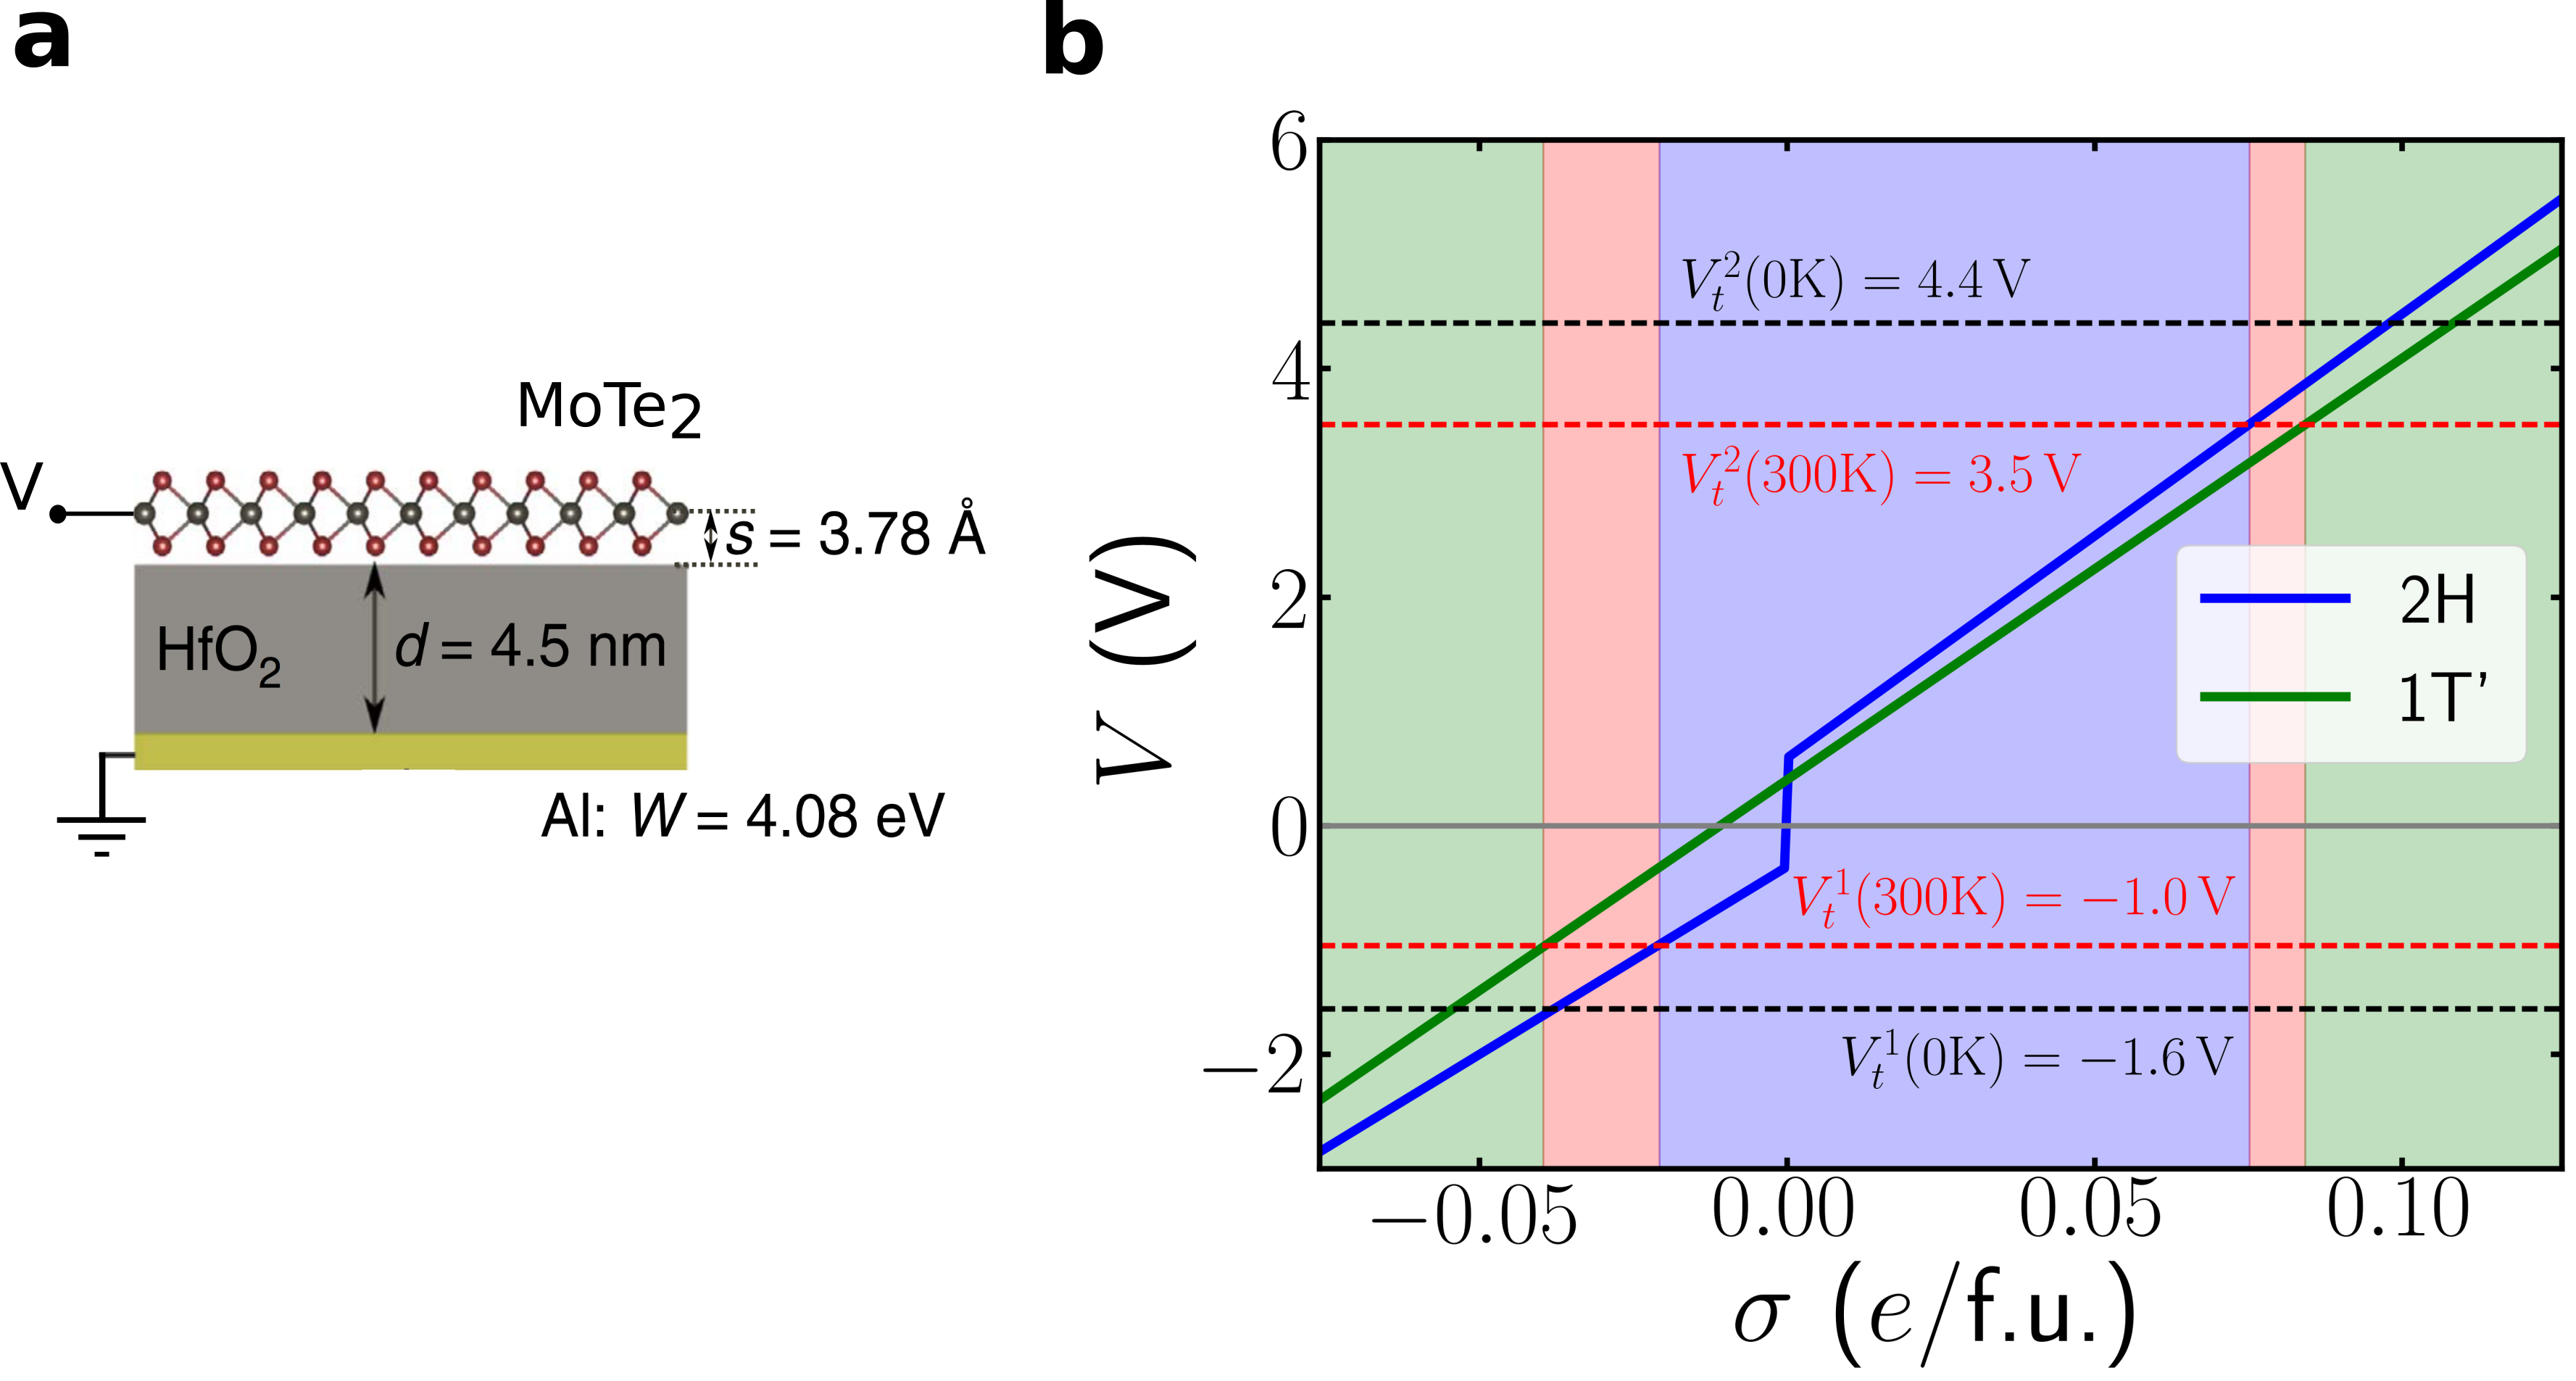 a
MoTe₂
V
s = 3.78 Å
HfO₂
d = 4.5 nm
Al: W = 4.08 eV
b
6
4
2
0
−2
V (V)
V_t^2(0K) = 4.4 V
V_t^2(300K) = 3.5 V
2H
1T’
V_t^1(300K) = −1.0 V
V_t^1(0K) = −1.6 V
−0.05 0.00 0.05 0.10
σ (e/f.u.)